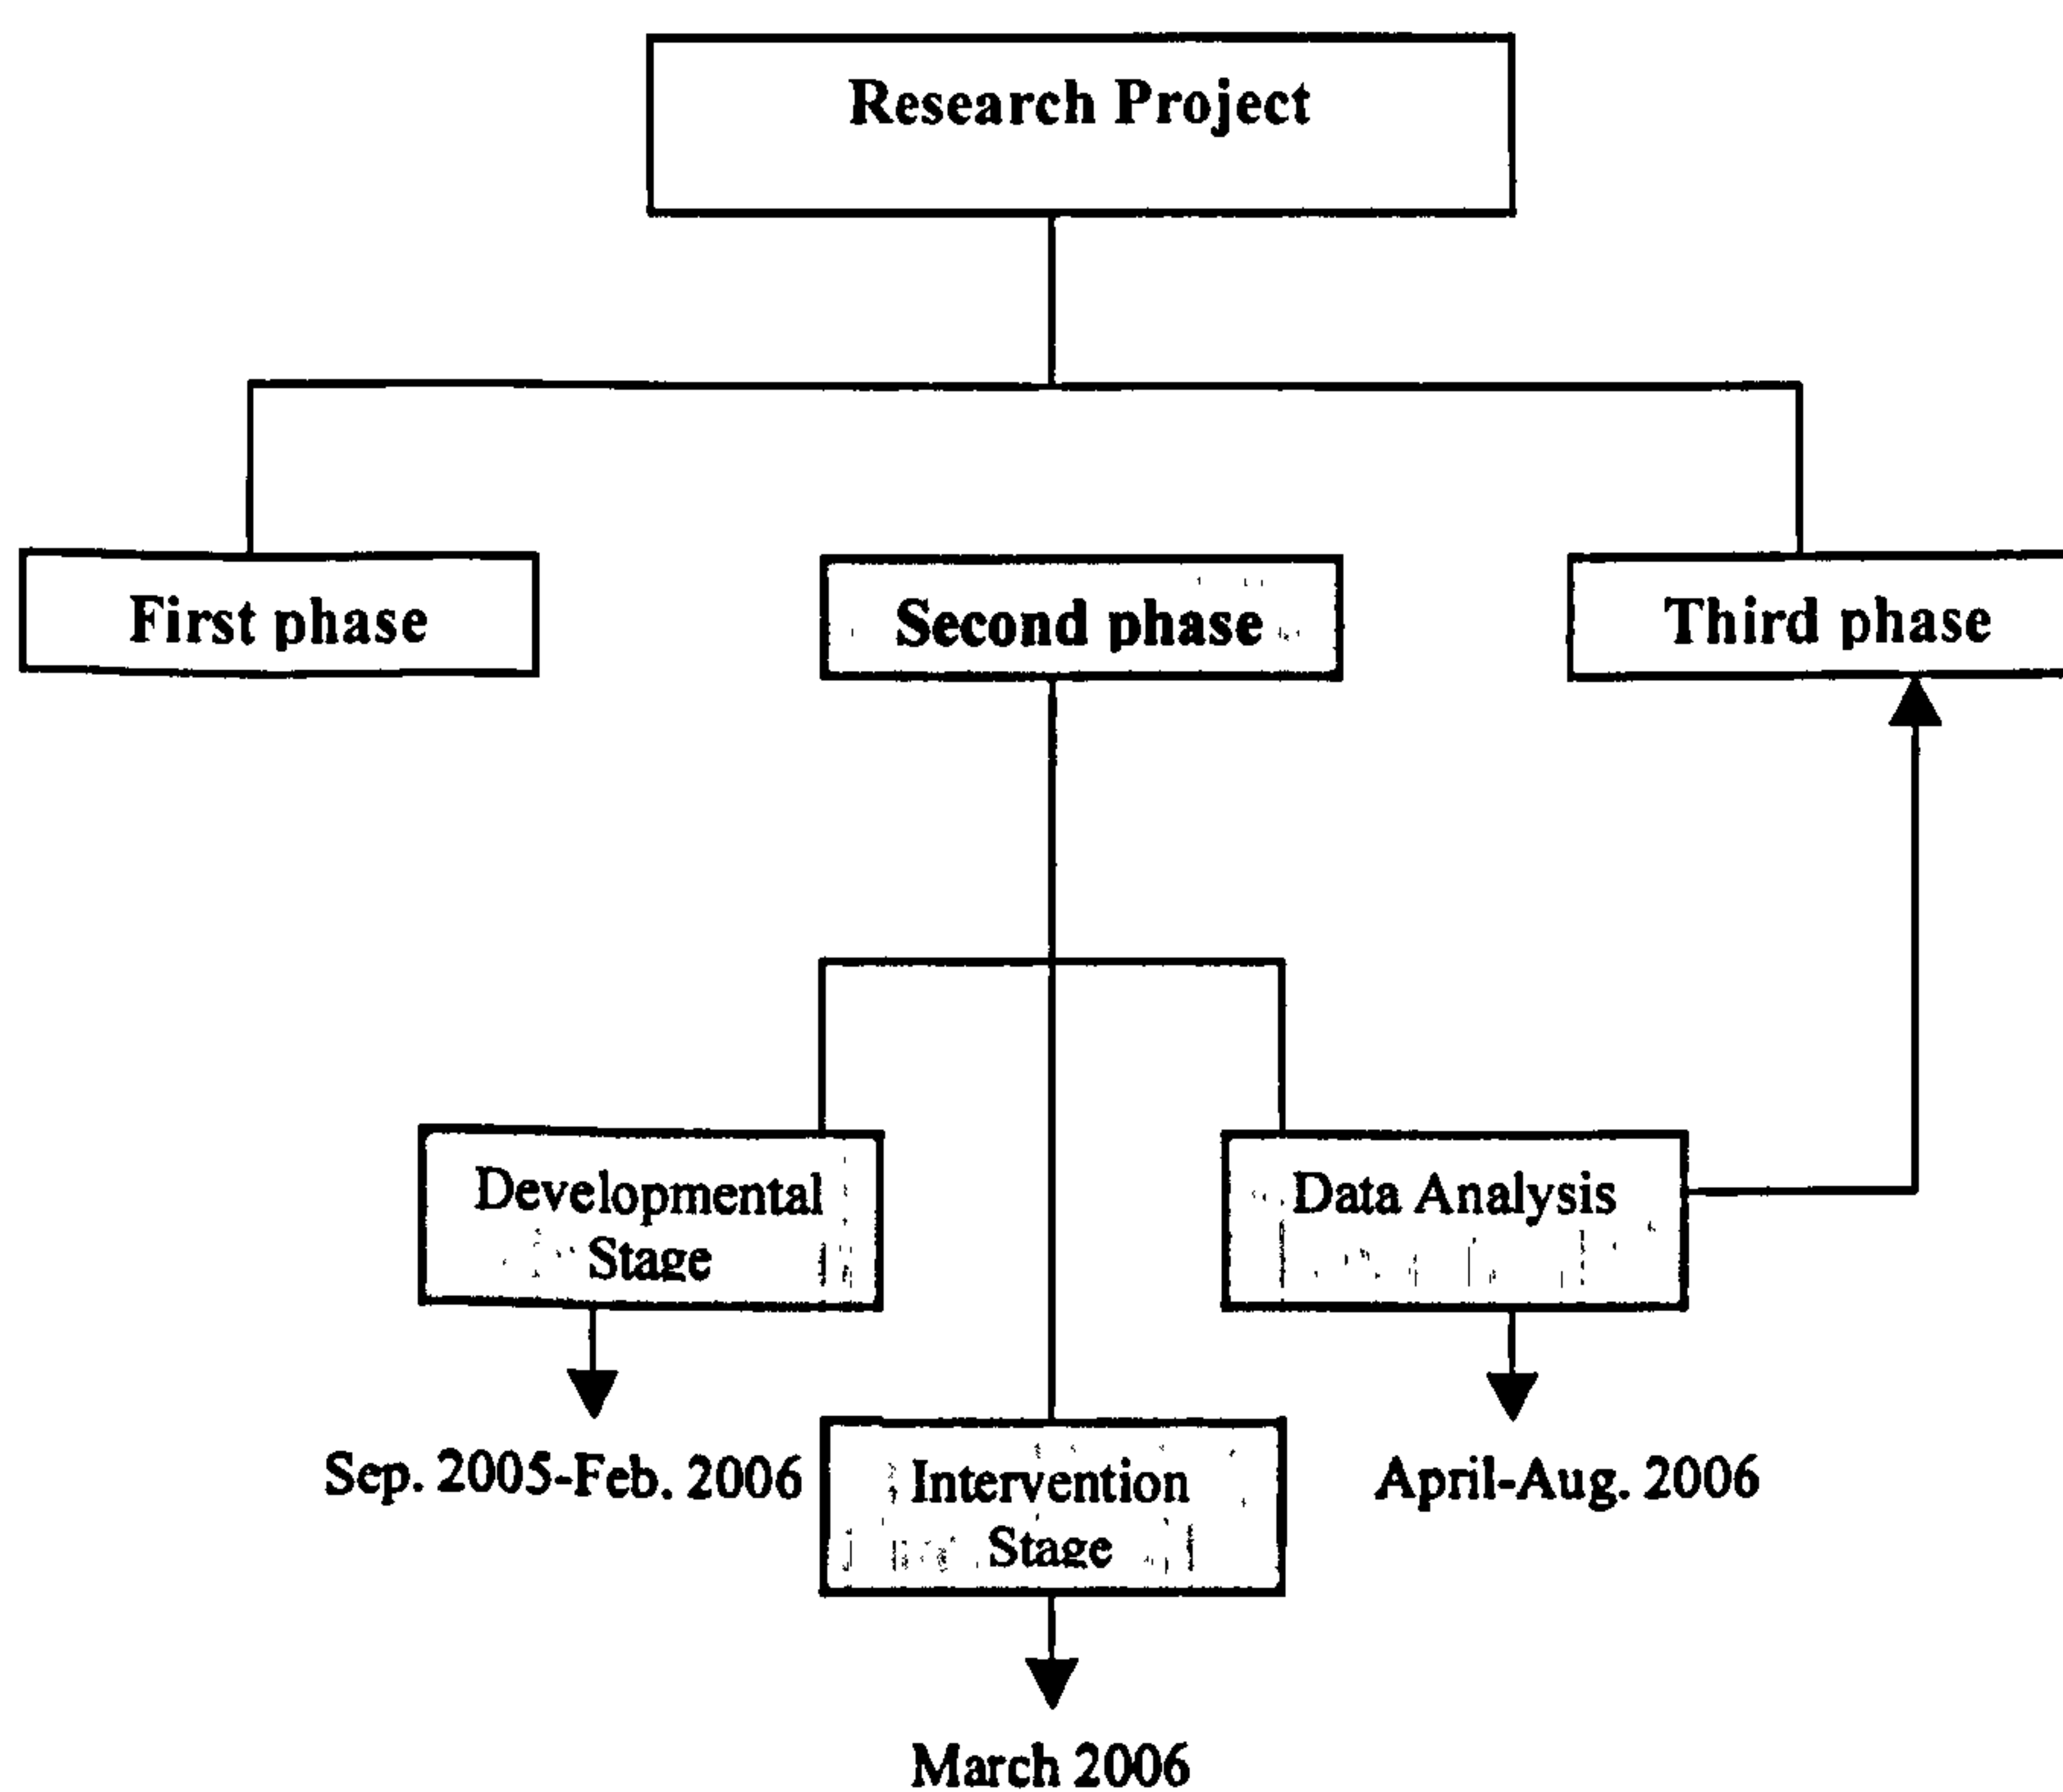 Research Project
First phase
Second phase
Third phase
Developmental
Stage
Data Analysis
Sep. 2005-Feb. 2006
Intervention
Stage
April-Aug. 2006
March 2006